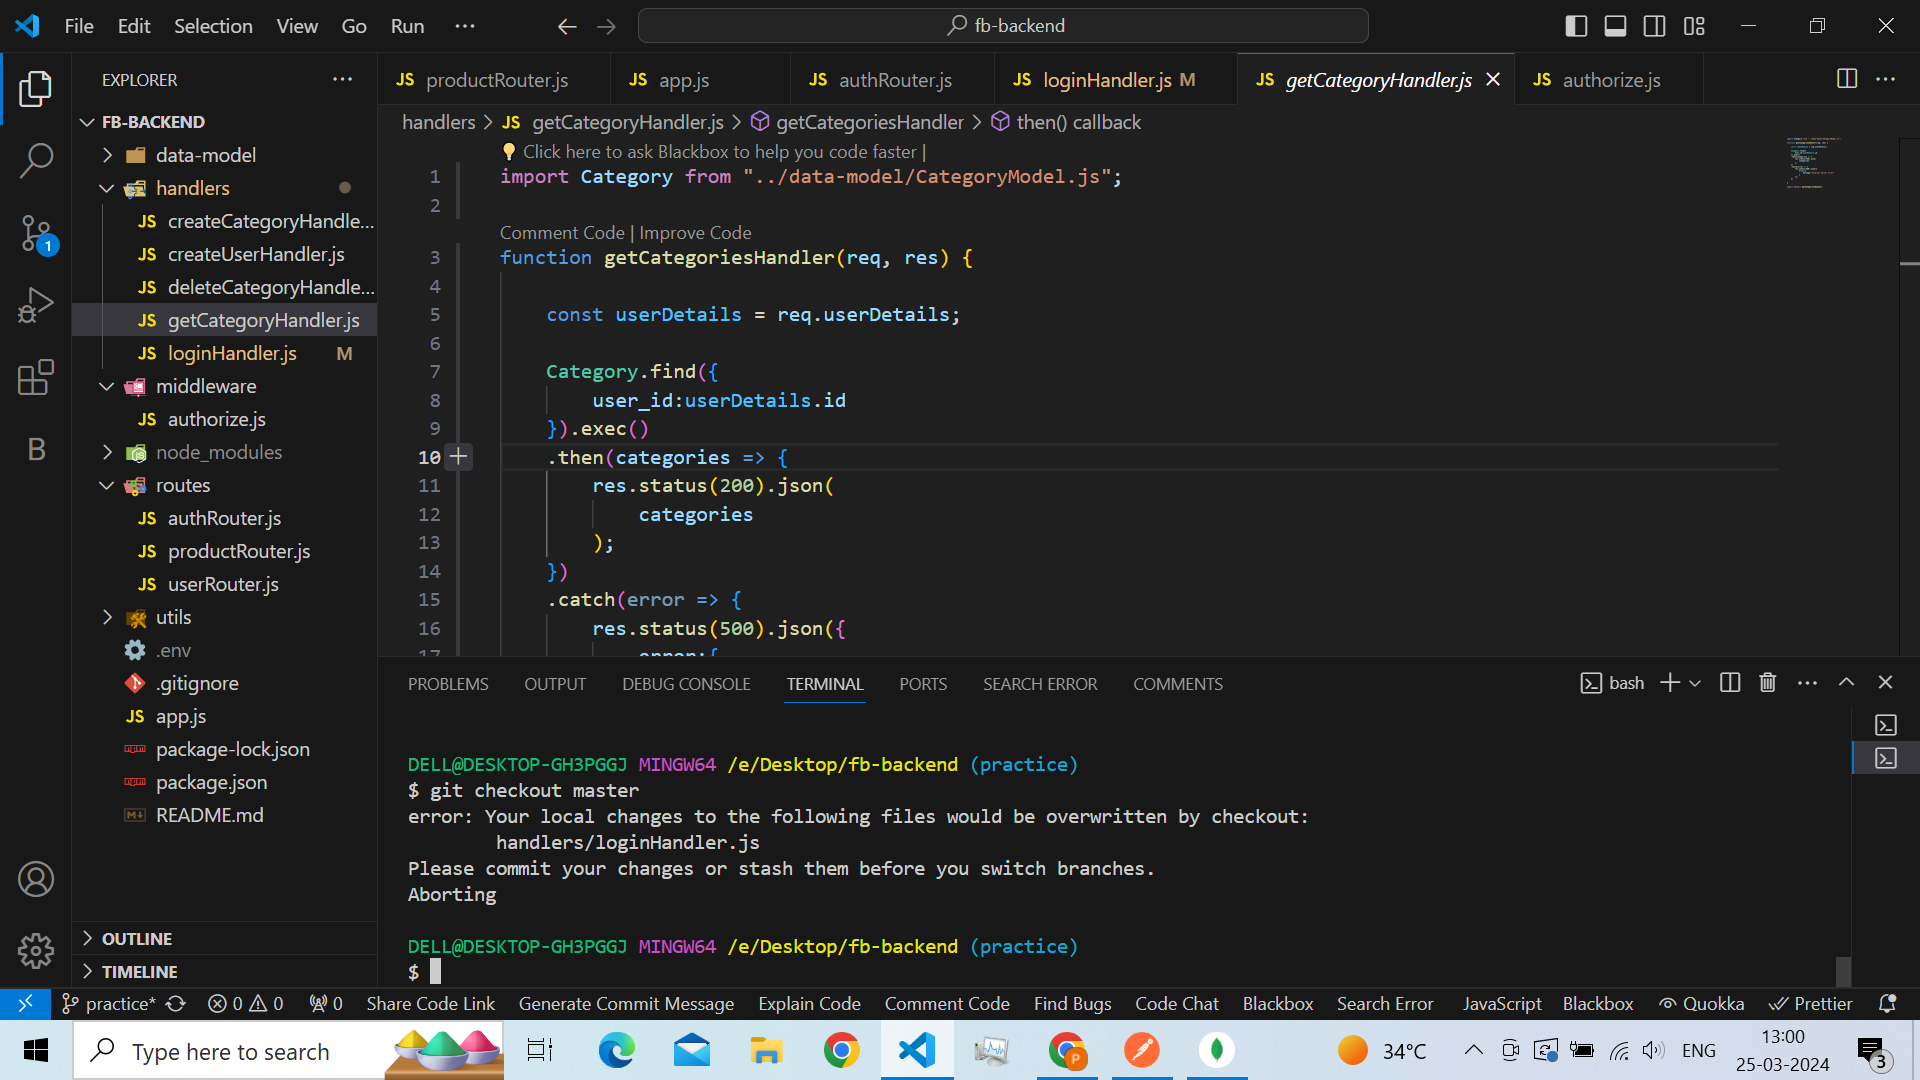 File Edit Selection View Go Run ···
fb-backend
EXPLORER
FB-BACKEND
data-model
handlers
JS createCategoryHandle...
JS createUserHandler.js
JS deleteCategoryHandle...
JS getCategoryHandler.js
JS loginHandler.js M
middleware
JS authorize.js
node_modules
routes
JS authRouter.js
JS productRouter.js
JS userRouter.js
utils
.env
.gitignore
JS app.js
package-lock.json
package.json
README.md
OUTLINE
TIMELINE
1
B
JS productRouter.js JS app.js JS authRouter.js JS loginHandler.js M JS getCategoryHandler.js JS authorize.js
handlers > JS getCategoryHandler.js > getCategoriesHandler > then() callback
Click here to ask Blackbox to help you code faster |
1 import Category from "../data-model/CategoryModel.js";
2
Comment Code | Improve Code
3 function getCategoriesHandler(req, res) {
4
5 const userDetails = req.userDetails;
6
7 Category.find({
8 user_id:userDetails.id
9 }).exec()
10 .then(categories => {
11 res.status(200).json(
12 categories
13 );
14 })
15 .catch(error => {
16 res.status(500).json({
17 error:{
PROBLEMS OUTPUT DEBUG CONSOLE TERMINAL PORTS SEARCH ERROR COMMENTS
bash
DELL@DESKTOP-GH3PGGJ MINGW64 /e/Desktop/fb-backend (practice)
$ git checkout master
error: Your local changes to the following files would be overwritten by checkout:
handlers/loginHandler.js
Please commit your changes or stash them before you switch branches.
Aborting
DELL@DESKTOP-GH3PGGJ MINGW64 /e/Desktop/fb-backend (practice)
$
practice* 0 0 0 Share Code Link Generate Commit Message Explain Code Comment Code Find Bugs Code Chat Blackbox Search Error JavaScript Blackbox Quokka Prettier
Type here to search
P
34°C
ENG
13:00
25-03-2024
3